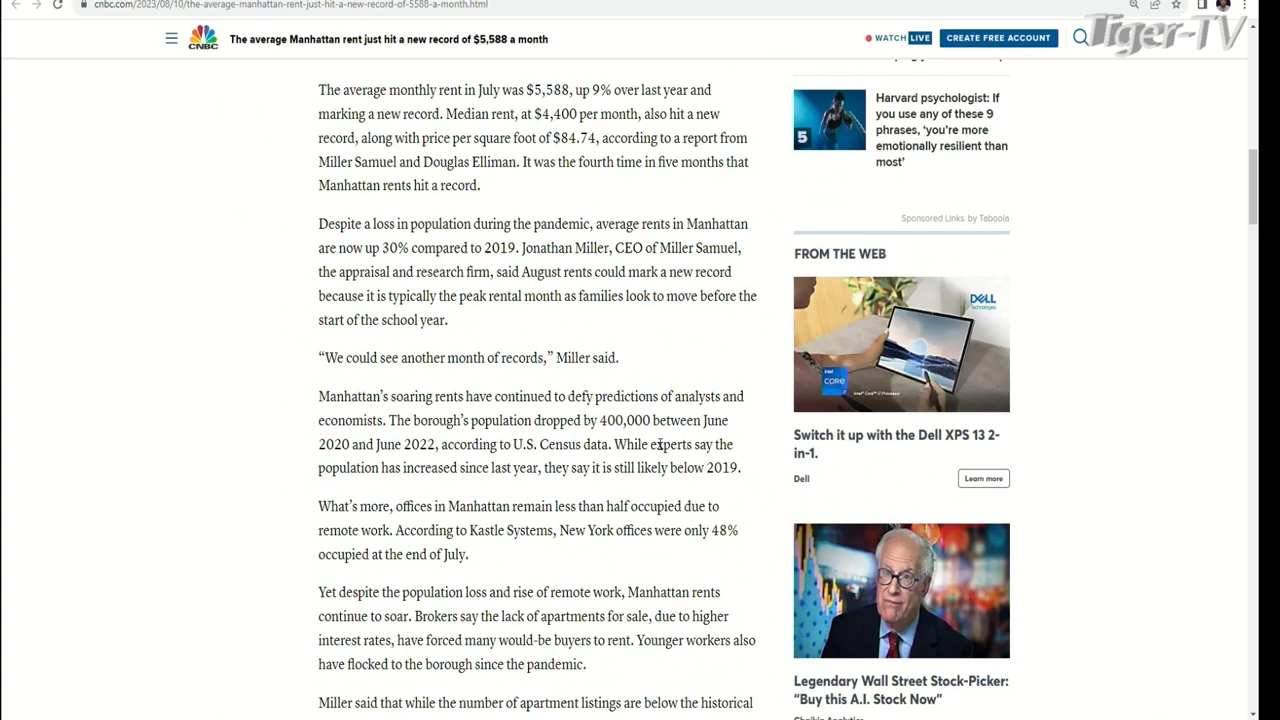 cnbc.com/2023/08/10/the-average-manhattan-rent-just-hit-a-new-record-of-5588-a-month.html
Tiger-TV
CNBC
The average Manhattan rent just hit a new record of $5,588 a month
WATCH LIVE
CREATE FREE ACCOUNT
The average monthly rent in July was $5,588, up 9% over last year and
marking a new record. Median rent, at $4,400 per month, also hit a new
record, along with price per square foot of $84.74, according to a report from
Miller Samuel and Douglas Elliman. It was the fourth time in five months that
Manhattan rents hit a record.
Despite a loss in population during the pandemic, average rents in Manhattan
are now up 30% compared to 2019. Jonathan Miller, CEO of Miller Samuel,
the appraisal and research firm, said August rents could mark a new record
because it is typically the peak rental month as families look to move before the
start of the school year.
“We could see another month of records,” Miller said.
Manhattan’s soaring rents have continued to defy predictions of analysts and
economists. The borough’s population dropped by 400,000 between June
2020 and June 2022, according to U.S. Census data. While experts say the
population has increased since last year, they say it is still likely below 2019.
What’s more, offices in Manhattan remain less than half occupied due to
remote work. According to Kastle Systems, New York offices were only 48%
occupied at the end of July.
Yet despite the population loss and rise of remote work, Manhattan rents
continue to soar. Brokers say the lack of apartments for sale, due to higher
interest rates, have forced many would-be buyers to rent. Younger workers also
have flocked to the borough since the pandemic.
Miller said that while the number of apartment listings are below the historical
5
Harvard psychologist: If
you use any of these 9
phrases, ‘you’re more
emotionally resilient than
most’
Sponsored Links by Taboola
FROM THE WEB
DELL
Technologies
intel
CORE
i7
Intel® Core™ i7 Processor
Switch it up with the Dell XPS 13 2-
in-1.
Dell
Learn more
Legendary Wall Street Stock-Picker:
“Buy this A.I. Stock Now”
Chaikin Analytics